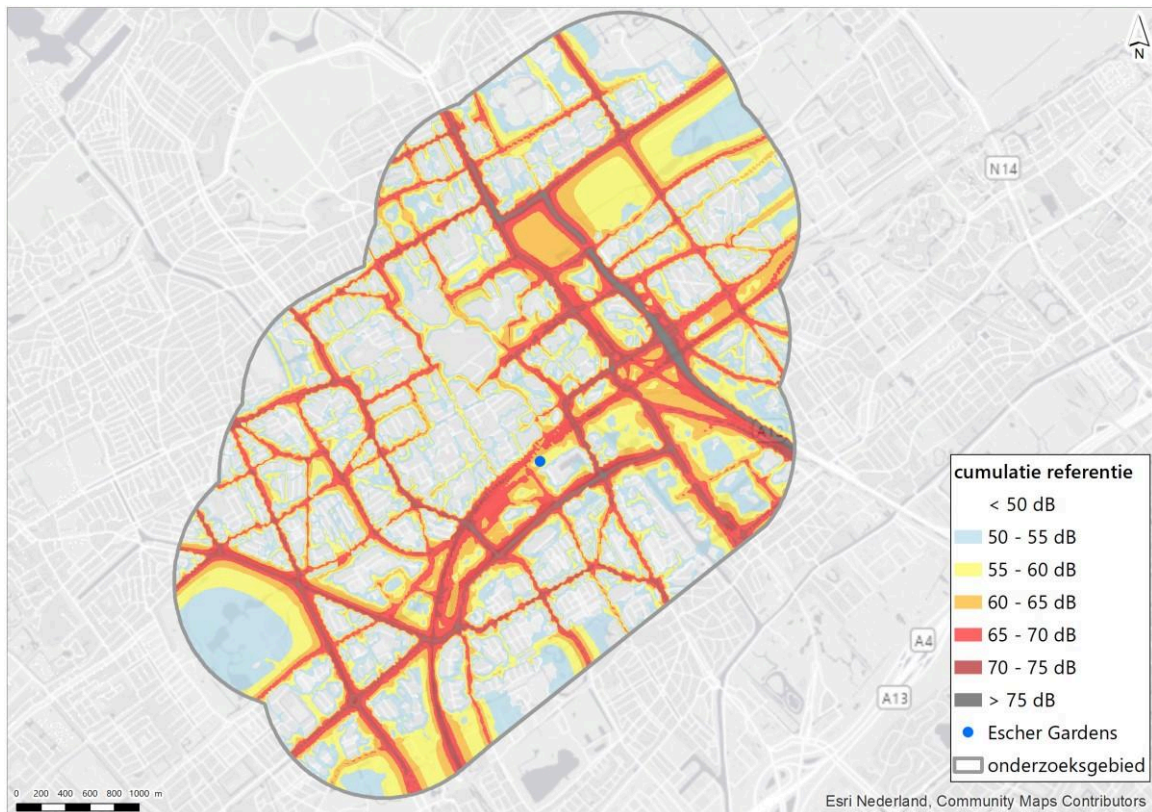 N
N14
A12
A4
A13
cumulatie referentie
< 50 dB
50 - 55 dB
55 - 60 dB
60 - 65 dB
65 - 70 dB
70 - 75 dB
> 75 dB
Escher Gardens
onderzoeksgebied
0 200 400 600 800 1000 m
Esri Nederland, Community Maps Contributors